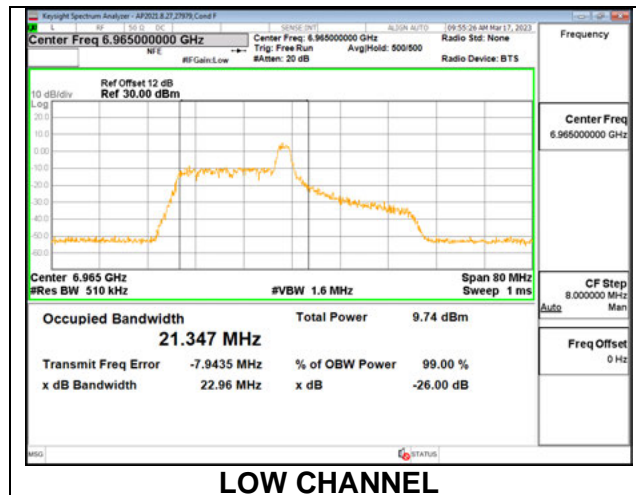 Keysight Spectrum Analyzer - AP2021.8.27,27979,Cond F
L RF 50 Ω DC SENSE:INT ALIGN AUTO 09:55:26 AM Mar 17, 2023
Center Freq 6.965000000 GHz Center Freq: 6.965000000 GHz Radio Std: None
NFE Trig: Free Run Avg|Hold: 500/500
#IFGain:Low #Atten: 20 dB Radio Device: BTS
Frequency
Ref Offset 12 dB
10 dB/div Ref 30.00 dBm
Log
20.0
10.0
0.00
-10.0
-20.0
-30.0
-40.0
-50.0
-60.0
Center Freq
6.965000000 GHz
Center 6.965 GHz Span 80 MHz
#Res BW 510 kHz #VBW 1.6 MHz Sweep 1 ms
CF Step
8.000000 MHz
Auto Man
Freq Offset
0 Hz
Occupied Bandwidth Total Power 9.74 dBm
21.347 MHz
Transmit Freq Error -7.9435 MHz % of OBW Power 99.00 %
x dB Bandwidth 22.96 MHz x dB -26.00 dB
MSG STATUS
LOW CHANNEL